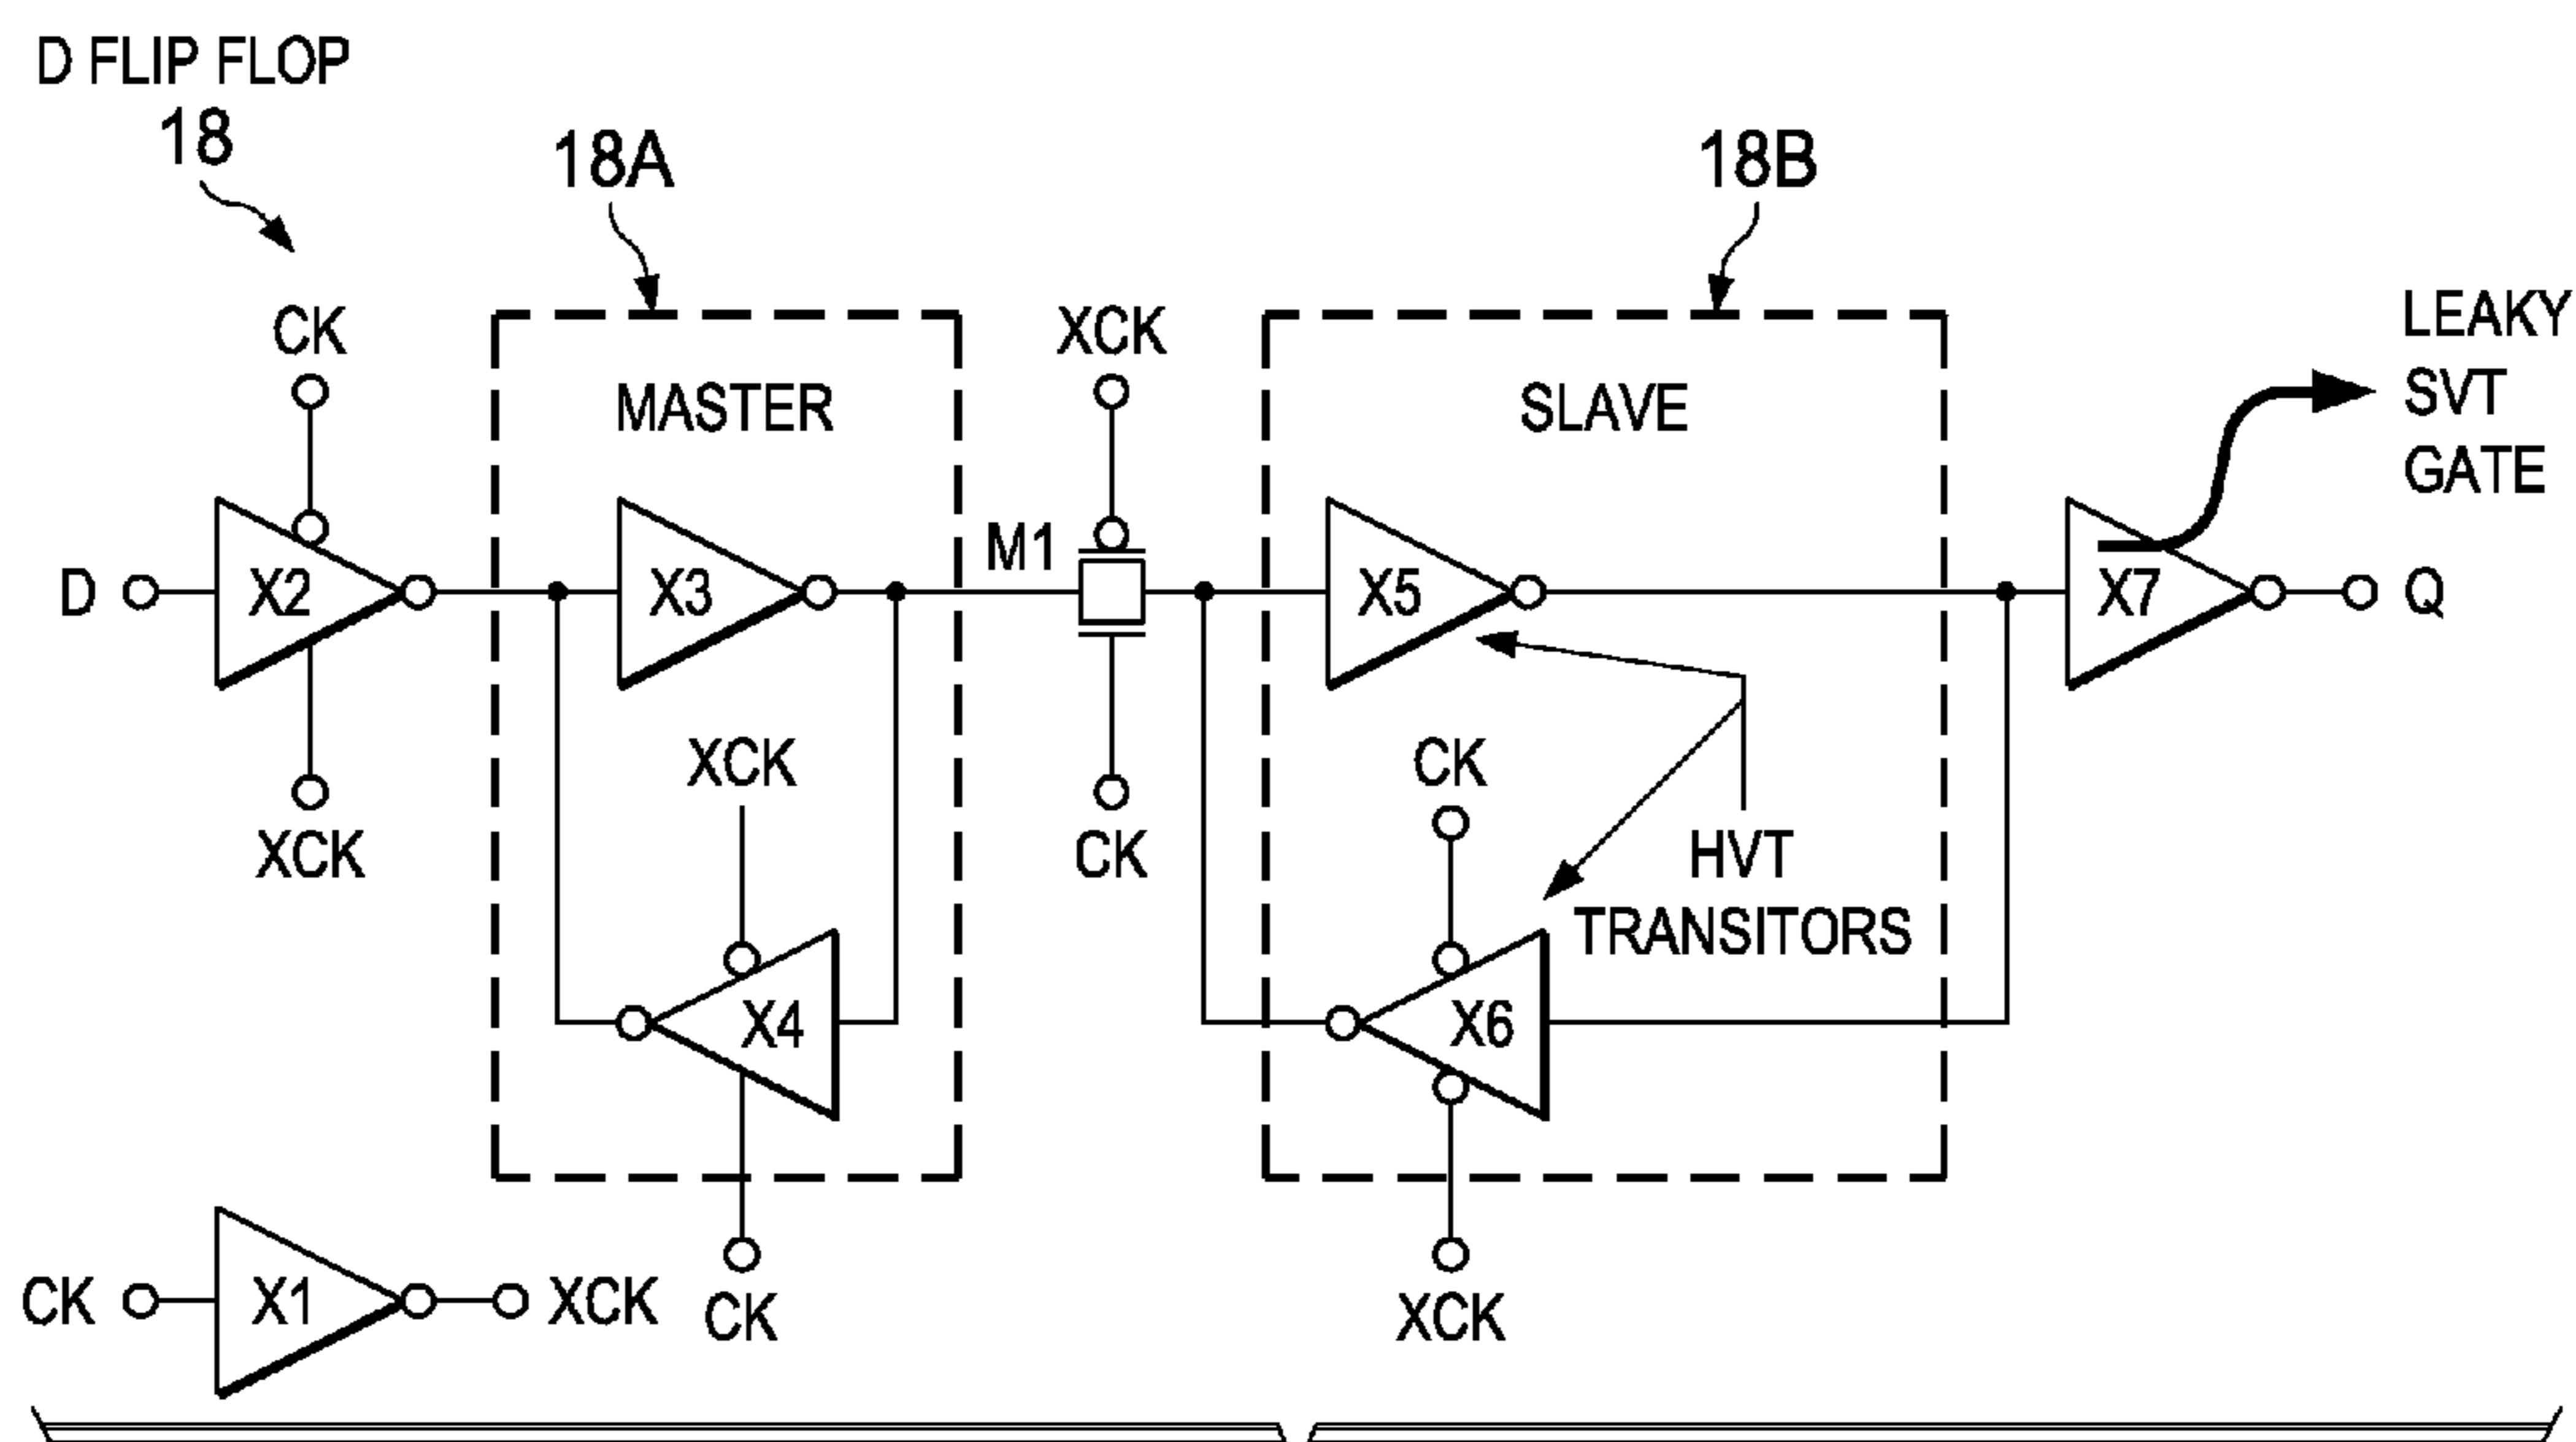 D FLIP FLOP
18
18A
18B
CK
XCK
LEAKY
SVT
GATE
MASTER
SLAVE
M1
D
X2
X3
X5
X7
Q
XCK
XCK
CK
CK
HVT
TRANSITORS
X4
X6
CK
X1
XCK
CK
XCK